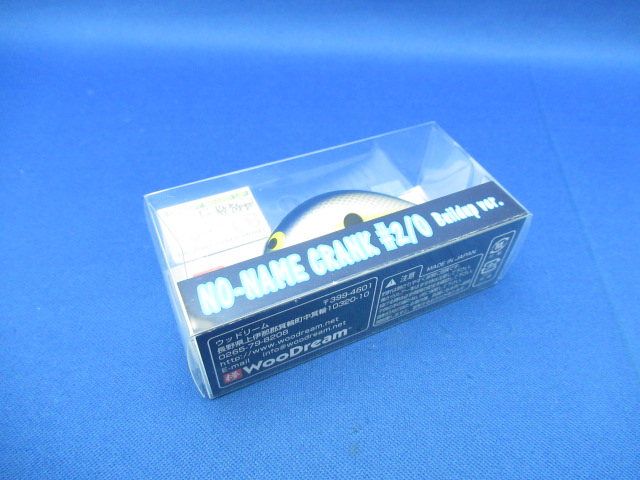 NO-NAME CRANK #2/0 Balldap ver.
ウッドリーム 〒399-4601
長野県上伊那郡箕輪町中箕輪10320-10
0265-79-8208
http://www.woodream.net
E-mail info@woodream.net
WOODREAM
注意 MADE IN JAPAN